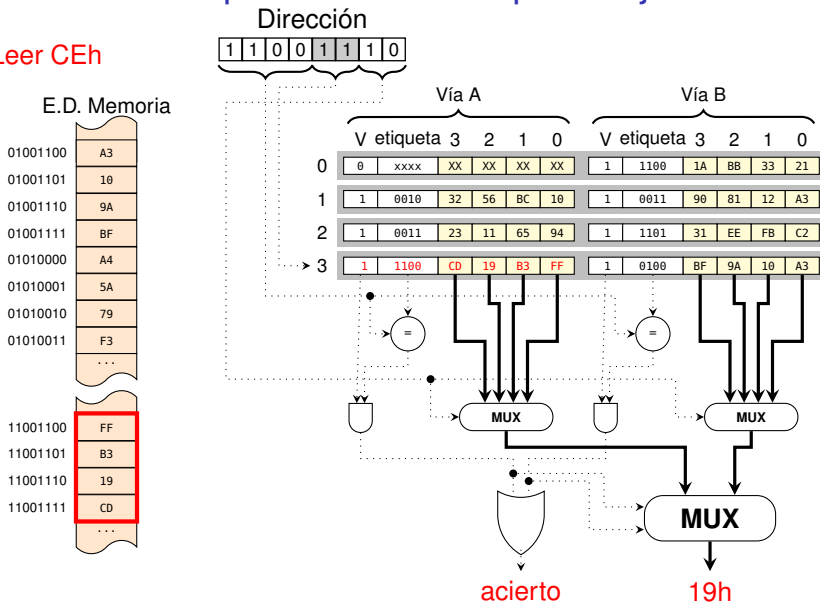 Dirección
Leer CEh
1 1 0 0 1 1 1 0
E.D. Memoria
Vía A Vía B
V etiqueta 3 2 1 0 V etiqueta 3 2 1 0
0 0 xxxx XX XX XX XX 1 1100 1A BB 33 21
1 1 0010 32 56 BC 10 1 0011 90 81 12 A3
2 1 0011 23 11 65 94 1 1101 31 EE FB C2
3 1 1100 CD 19 B3 FF 1 0100 BF 9A 10 A3
01001100 A3
01001101 10
01001110 9A
01001111 BF
01010000 A4
01010001 5A
01010010 79
01010011 F3
...
= =
MUX MUX
11001100 FF
11001101 B3
11001110 19
11001111 CD
...
MUX
acierto 19h